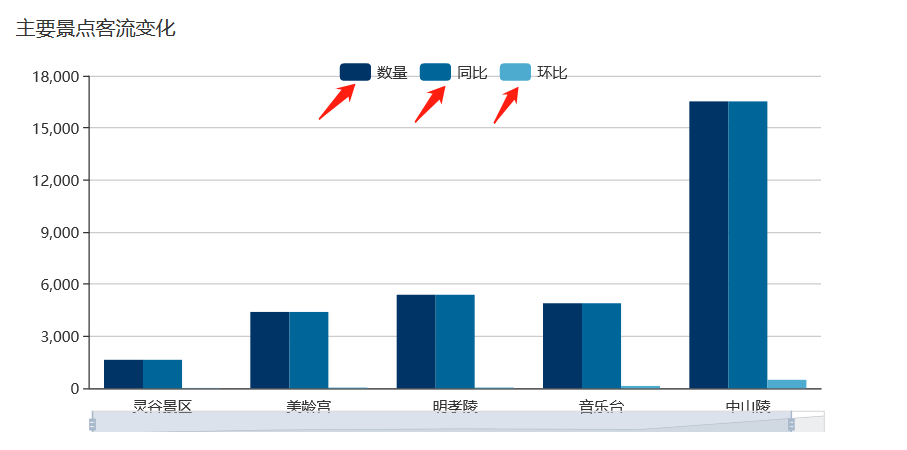 主要景点客流变化
数量 同比 环比
18,000
15,000
12,000
9,000
6,000
3,000
0
灵谷景区 美龄宫 明孝陵 音乐台 中山陵